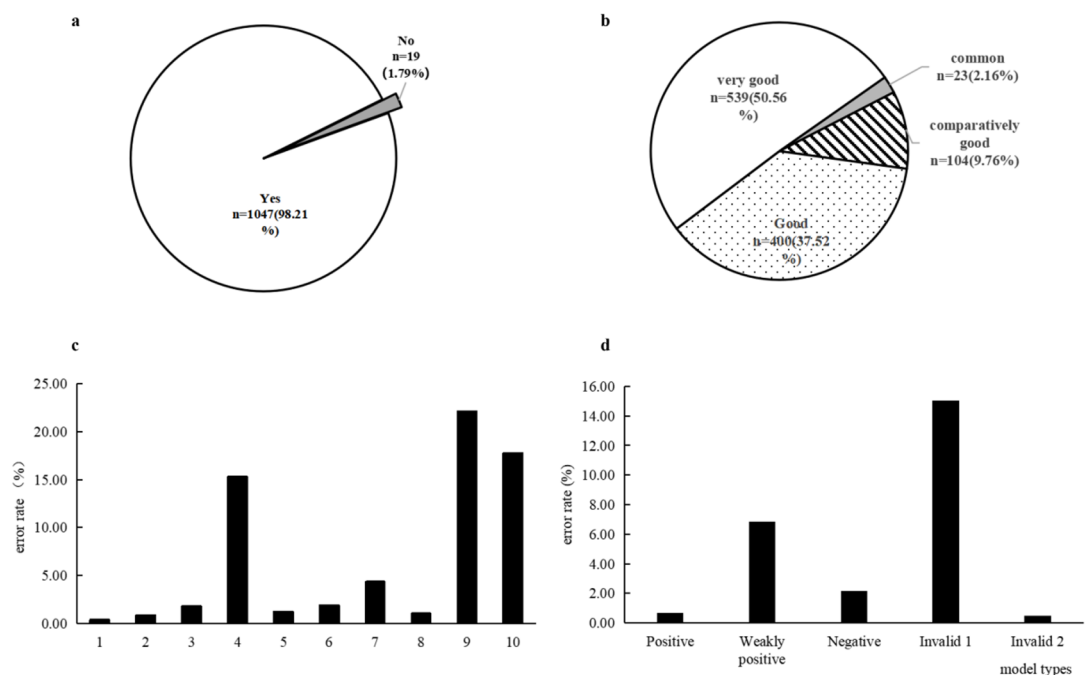 a
No
n=19
(1.79%)
Yes
n=1047(98.21
%)
b
very good
n=539(50.56
%)
common
n=23(2.16%)
comparatively
good
n=104(9.76%)
Good
n=400(37.52
%)
c
25.00
20.00
15.00
10.00
5.00
0.00
error rate（%）
1 2 3 4 5 6 7 8 9 10
d
16.00
14.00
12.00
10.00
8.00
6.00
4.00
2.00
0.00
error rate (%)
Positive Weakly Negative Invalid 1 Invalid 2
positive
model types